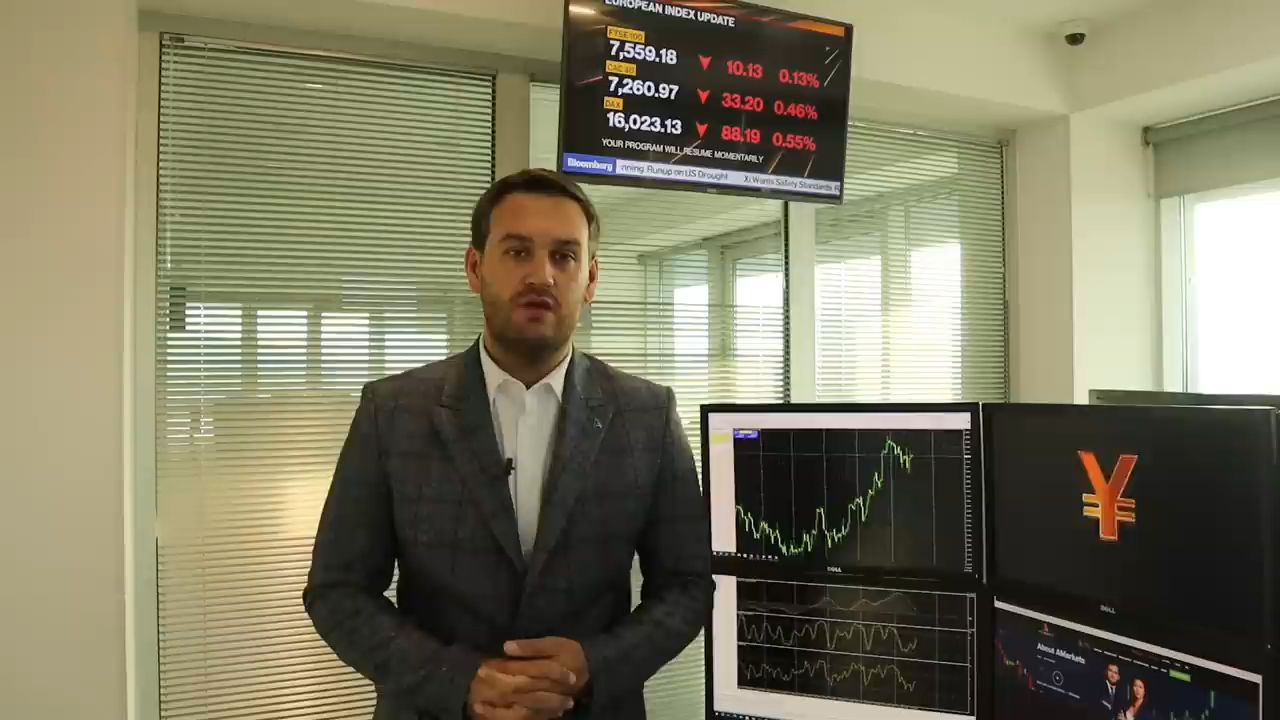 EUROPEAN INDEX UPDATE
FTSE 100
7,559.18 10.13 0.13%
CAC 40
7,260.97 33.20 0.46%
DAX
16,023.13 88.19 0.55%
YOUR PROGRAM WILL RESUME MOMENTARILY
Bloomberg nning Runup on US Drought Xi Wants Safety Standards R
DELL
¥
DELL
About AMarkets